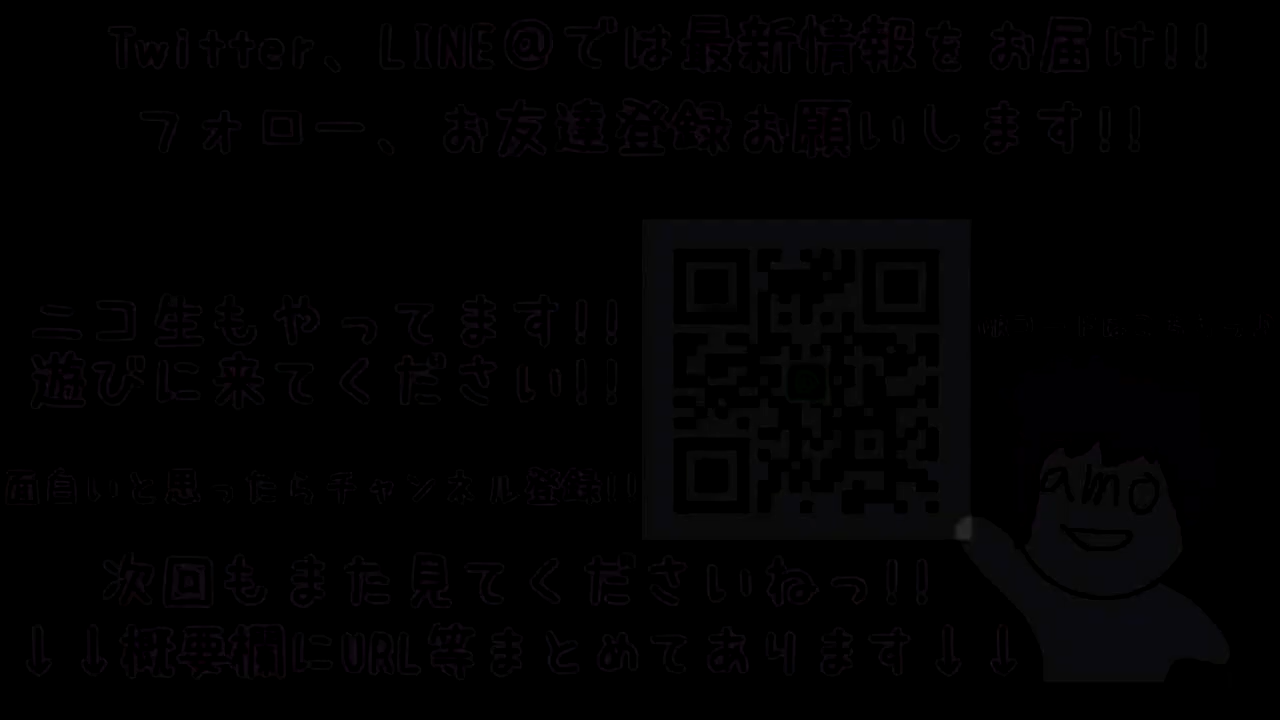 Twitter、LINE@では最新情報をお届け!!
フォロー、お友達登録お願いします!!
ニコ生もやってます!!
遊びに来てください!!
面白いと思ったらチャンネル登録!!
amo
次回もまた見てくださいねっ!!
↓↓概要欄にURL等まとめてあります↓↓